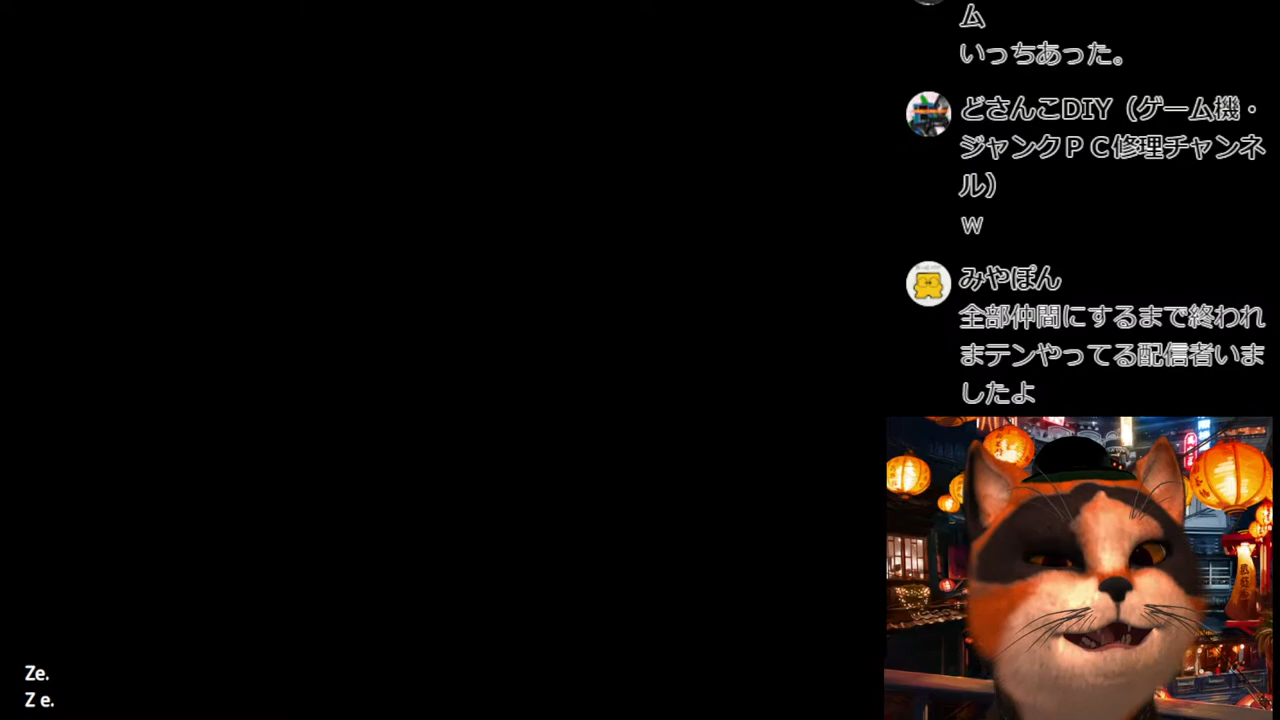 ム
いっちあった。
どさんこDIY（ゲーム機・
ジャンクＰＣ修理チャンネ
ル）
w
みやぽん
全部仲間にするまで終われ
まテンやってる配信者いま
したよ
Ze.
Z e.